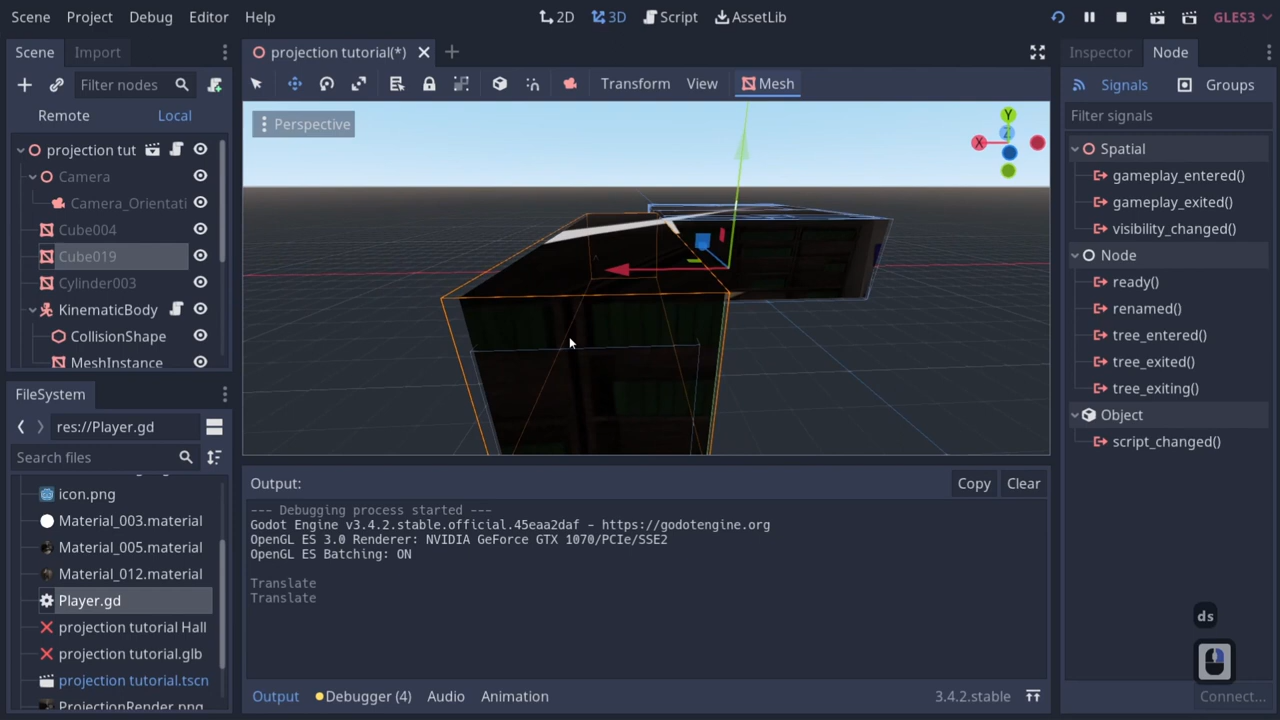 Scene Project Debug Editor Help
2D 3D Script AssetLib
GLES3
Scene Import
Filter nodes
Remote Local
projection tut
Camera
Camera_Orientati
Cube004
Cube019
Cylinder003
KinematicBody
CollisionShape
MeshInstance
FileSystem
res://Player.gd
Search files
icon.png
Material_003.material
Material_005.material
Material_012.material
Player.gd
projection tutorial Hall
projection tutorial.glb
projection tutorial.tscn
ProjectionRender.png
projection tutorial(*)
Transform View Mesh
Perspective
Y
X
Z
Output:
Copy Clear
--- Debugging process started ---
Godot Engine v3.4.2.stable.official.45eaa2daf - https://godotengine.org
OpenGL ES 3.0 Renderer: NVIDIA GeForce GTX 1070/PCIe/SSE2
OpenGL ES Batching: ON
Translate
Translate
Output Debugger (4) Audio Animation
3.4.2.stable
Inspector Node
Signals Groups
Filter signals
Spatial
gameplay_entered()
gameplay_exited()
visibility_changed()
Node
ready()
renamed()
tree_entered()
tree_exited()
tree_exiting()
Object
script_changed()
ds
Connect...